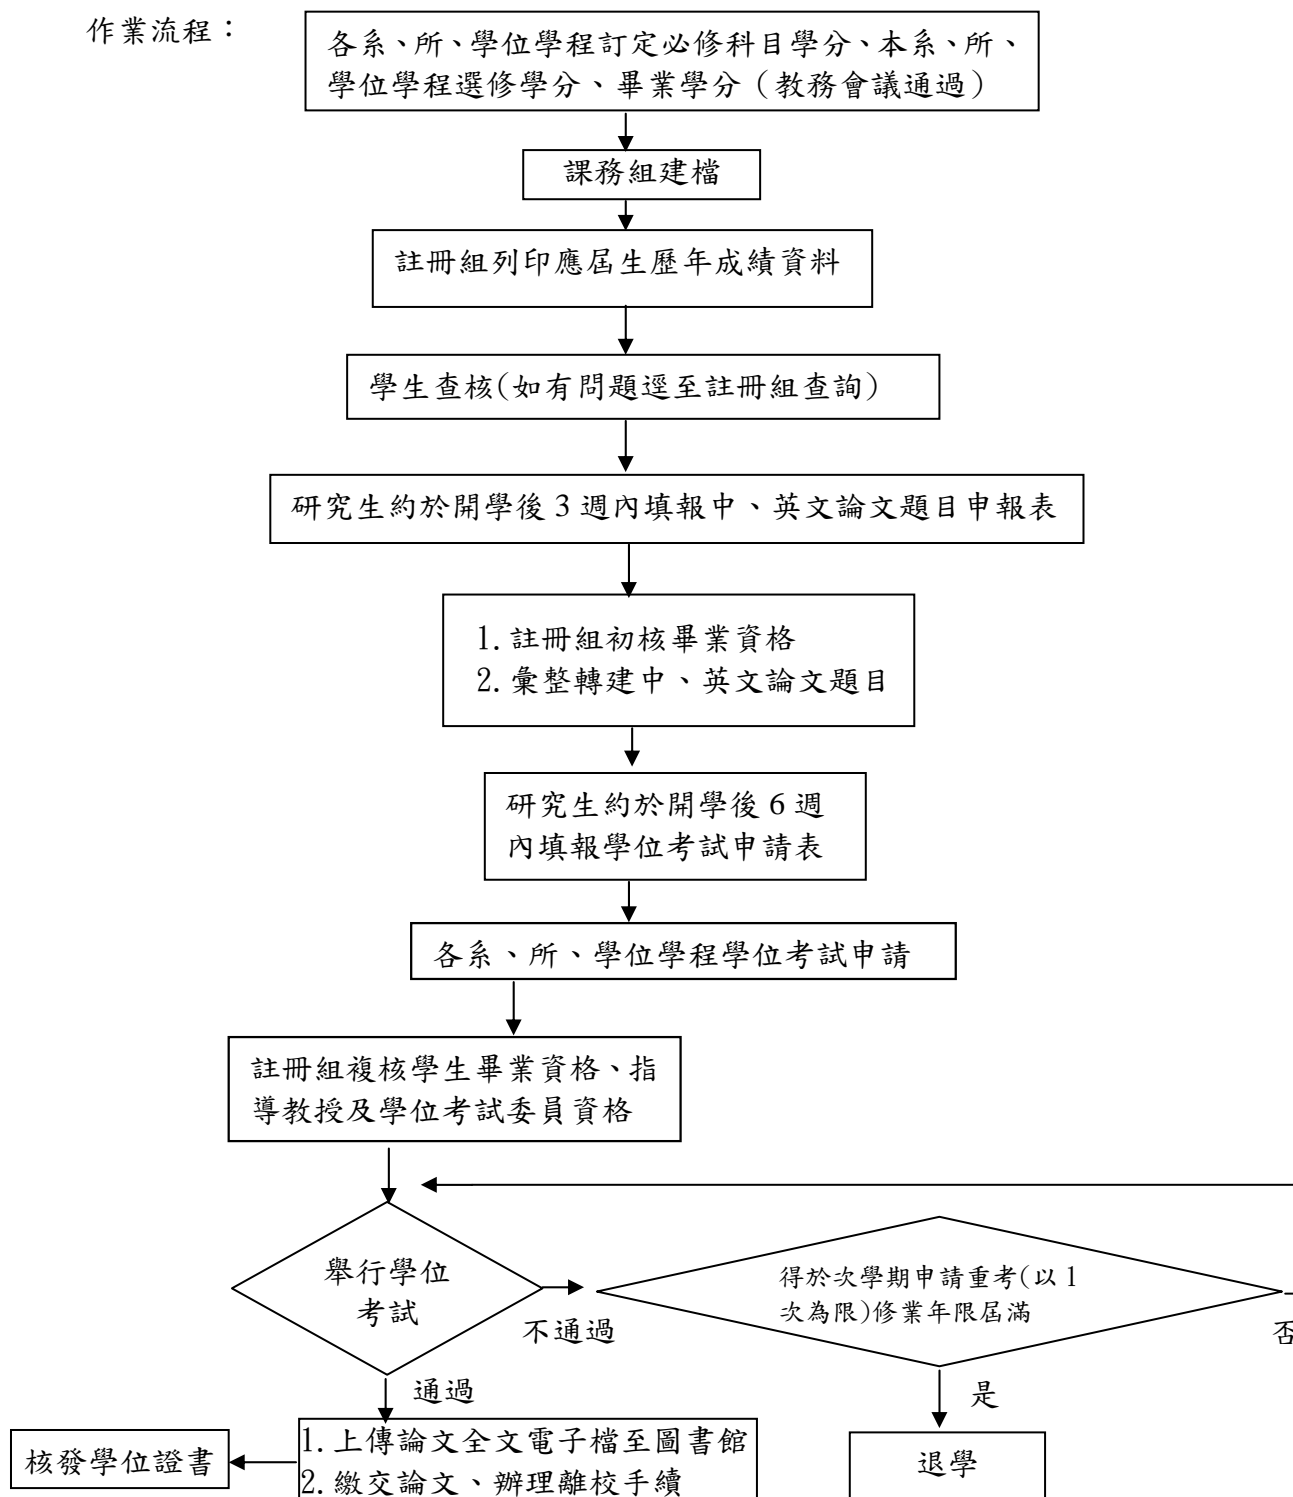 作業流程：
各系、所、學位學程訂定必修科目學分、本系、所、
學位學程選修學分、畢業學分（教務會議通過）
課務組建檔
註冊組列印應屆生歷年成績資料
學生查核(如有問題逕至註冊組查詢)
研究生約於開學後 3 週內填報中、英文論文題目申報表
1.註冊組初核畢業資格
2.彙整轉建中、英文論文題目
研究生約於開學後 6 週
內填報學位考試申請表
各系、所、學位學程學位考試申請
註冊組複核學生畢業資格、指
導教授及學位考試委員資格
舉行學位
考試
不通過
得於次學期申請重考(以 1
次為限)修業年限屆滿
否
通過
是
核發學位證書
1.上傳論文全文電子檔至圖書館
2.繳交論文、辦理離校手續
退學